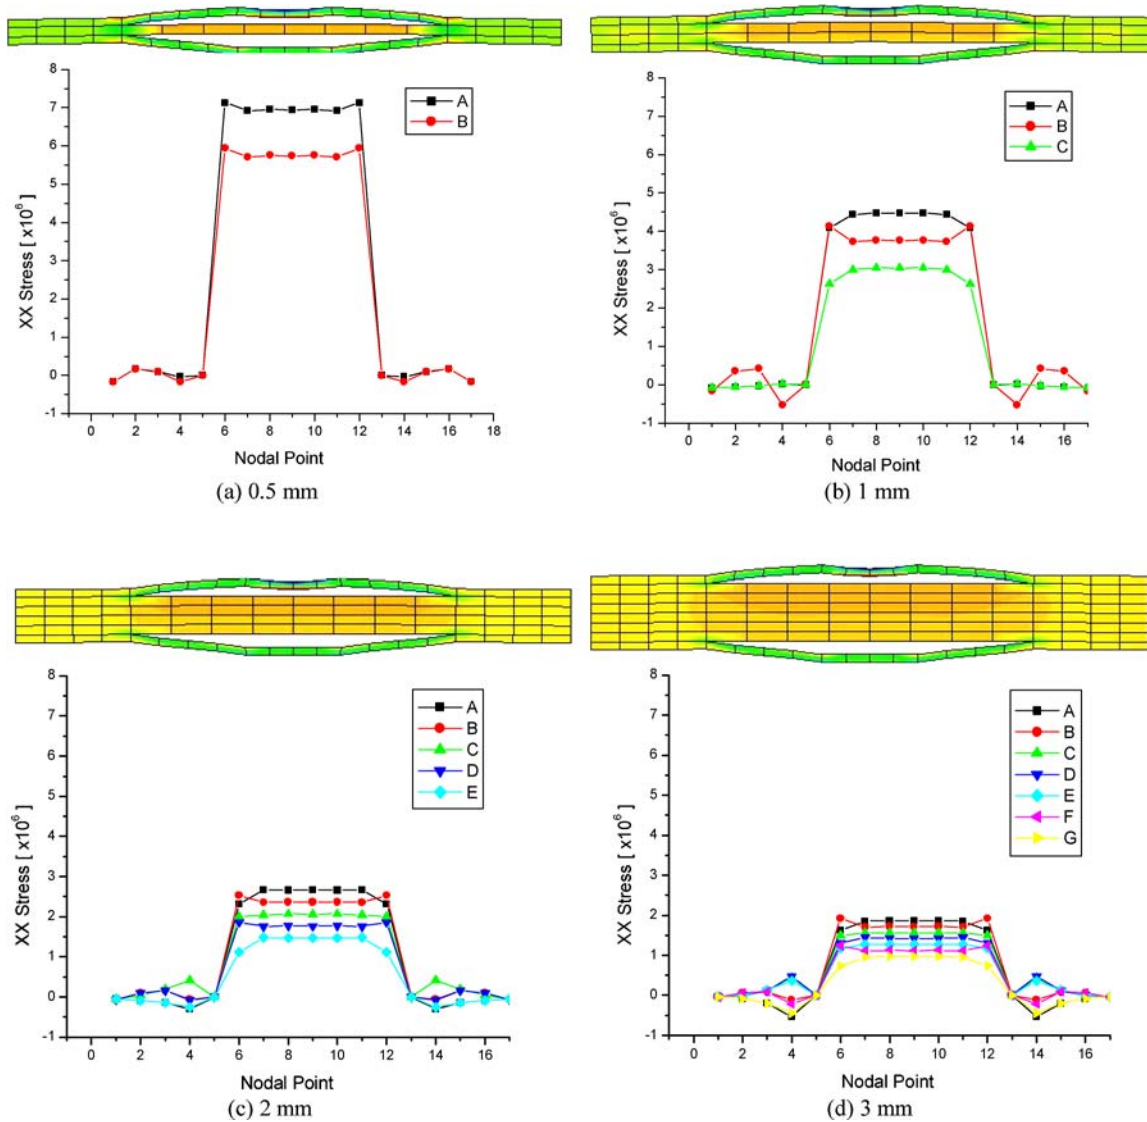 8
7
6
5
4
3
2
1
0
-1
XX Stress [ x10⁶ ]
A
B
0 2 4 6 8 10 12 14 16 18
Nodal Point
(a) 0.5 mm
8
7
6
5
4
3
2
1
0
-1
XX Stress [ x10⁶ ]
A
B
C
0 2 4 6 8 10 12 14 16
Nodal Point
(b) 1 mm
8
7
6
5
4
3
2
1
0
-1
XX Stress [ x10⁶ ]
A
B
C
D
E
0 2 4 6 8 10 12 14 16
Nodal Point
(c) 2 mm
8
7
6
5
4
3
2
1
0
-1
XX Stress [ x10⁶ ]
A
B
C
D
E
F
G
0 2 4 6 8 10 12 14 16
Nodal Point
(d) 3 mm